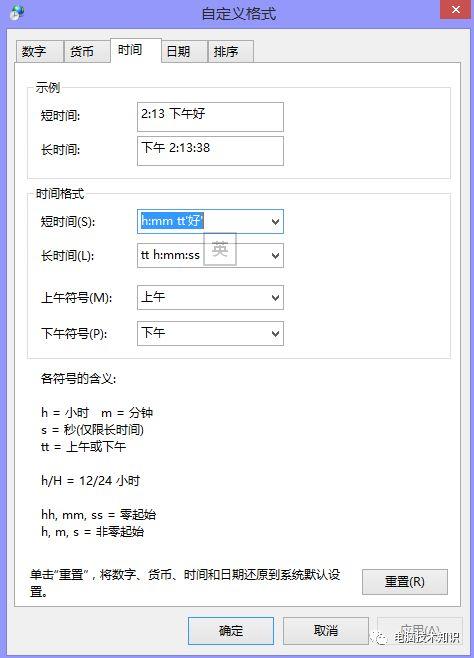 自定义格式
数字 货币 时间 日期 排序
示例
短时间: 2:13 下午好
长时间: 下午 2:13:38
时间格式
短时间(S): h:mm tt'好'
英
长时间(L): tt h:mm:ss
上午符号(M): 上午
下午符号(P): 下午
各符号的含义:
h = 小时 m = 分钟
s = 秒(仅限长时间)
tt = 上午或下午
h/H = 12/24 小时
hh, mm, ss = 零起始
h, m, s = 非零起始
单击"重置"，将数字、货币、时间和日期还原到系统默认设
置。
重置(R)
确定 取消 应用(A)
电脑技术知识